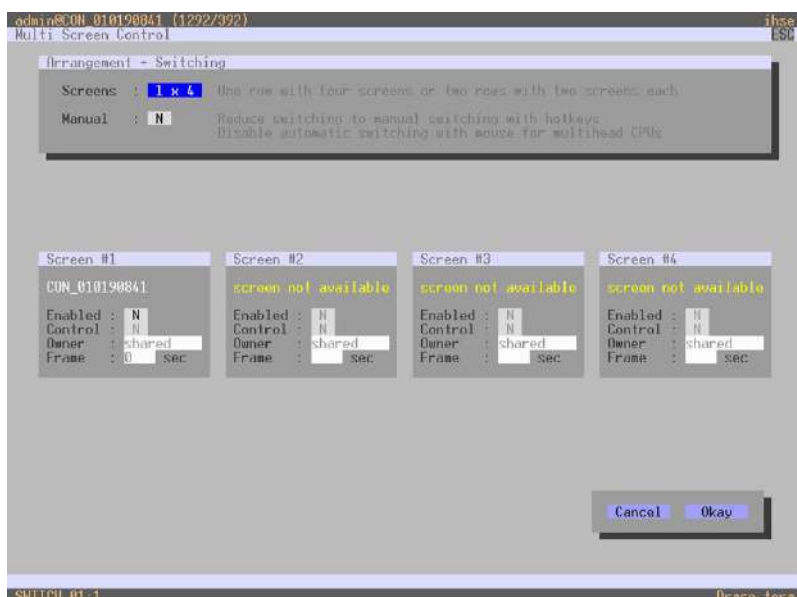 admin@CON_010190841 (1292/392) ihse
Multi Screen Control ESC
Arrangement + Switching
Screens : 1 x 4 One row with four screens or two rows with two screens each
Manual : N Reduce switching to manual switching with hotkeys
Disable automatic switching with mouse for multihead CPUs
Screen #1
CON_010190841
Enabled : N
Control : N
Owner : shared
Frame : 0 sec
Screen #2
screen not available
Enabled : N
Control : N
Owner : shared
Frame : sec
Screen #3
screen not available
Enabled : N
Control : N
Owner : shared
Frame : sec
Screen #4
screen not available
Enabled : N
Control : N
Owner : shared
Frame : sec
Cancel Okay
SWITCH_01:1